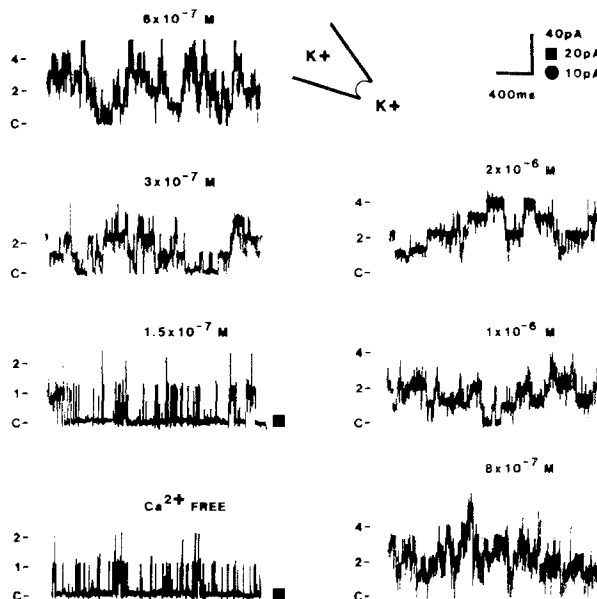 6x10⁻⁷ M
4-
2-
C-
K+
K+
40pA
■ 20pA
● 10pA
400ms
3x10⁻⁷ M
2-
C-
2x10⁻⁶ M
4-
2-
C-
1.5x10⁻⁷ M
2-
1-
C-
1x10⁻⁶ M
4-
2-
C-
Ca²⁺ FREE
2-
1-
C-
8x10⁻⁷ M
4-
2-
C-